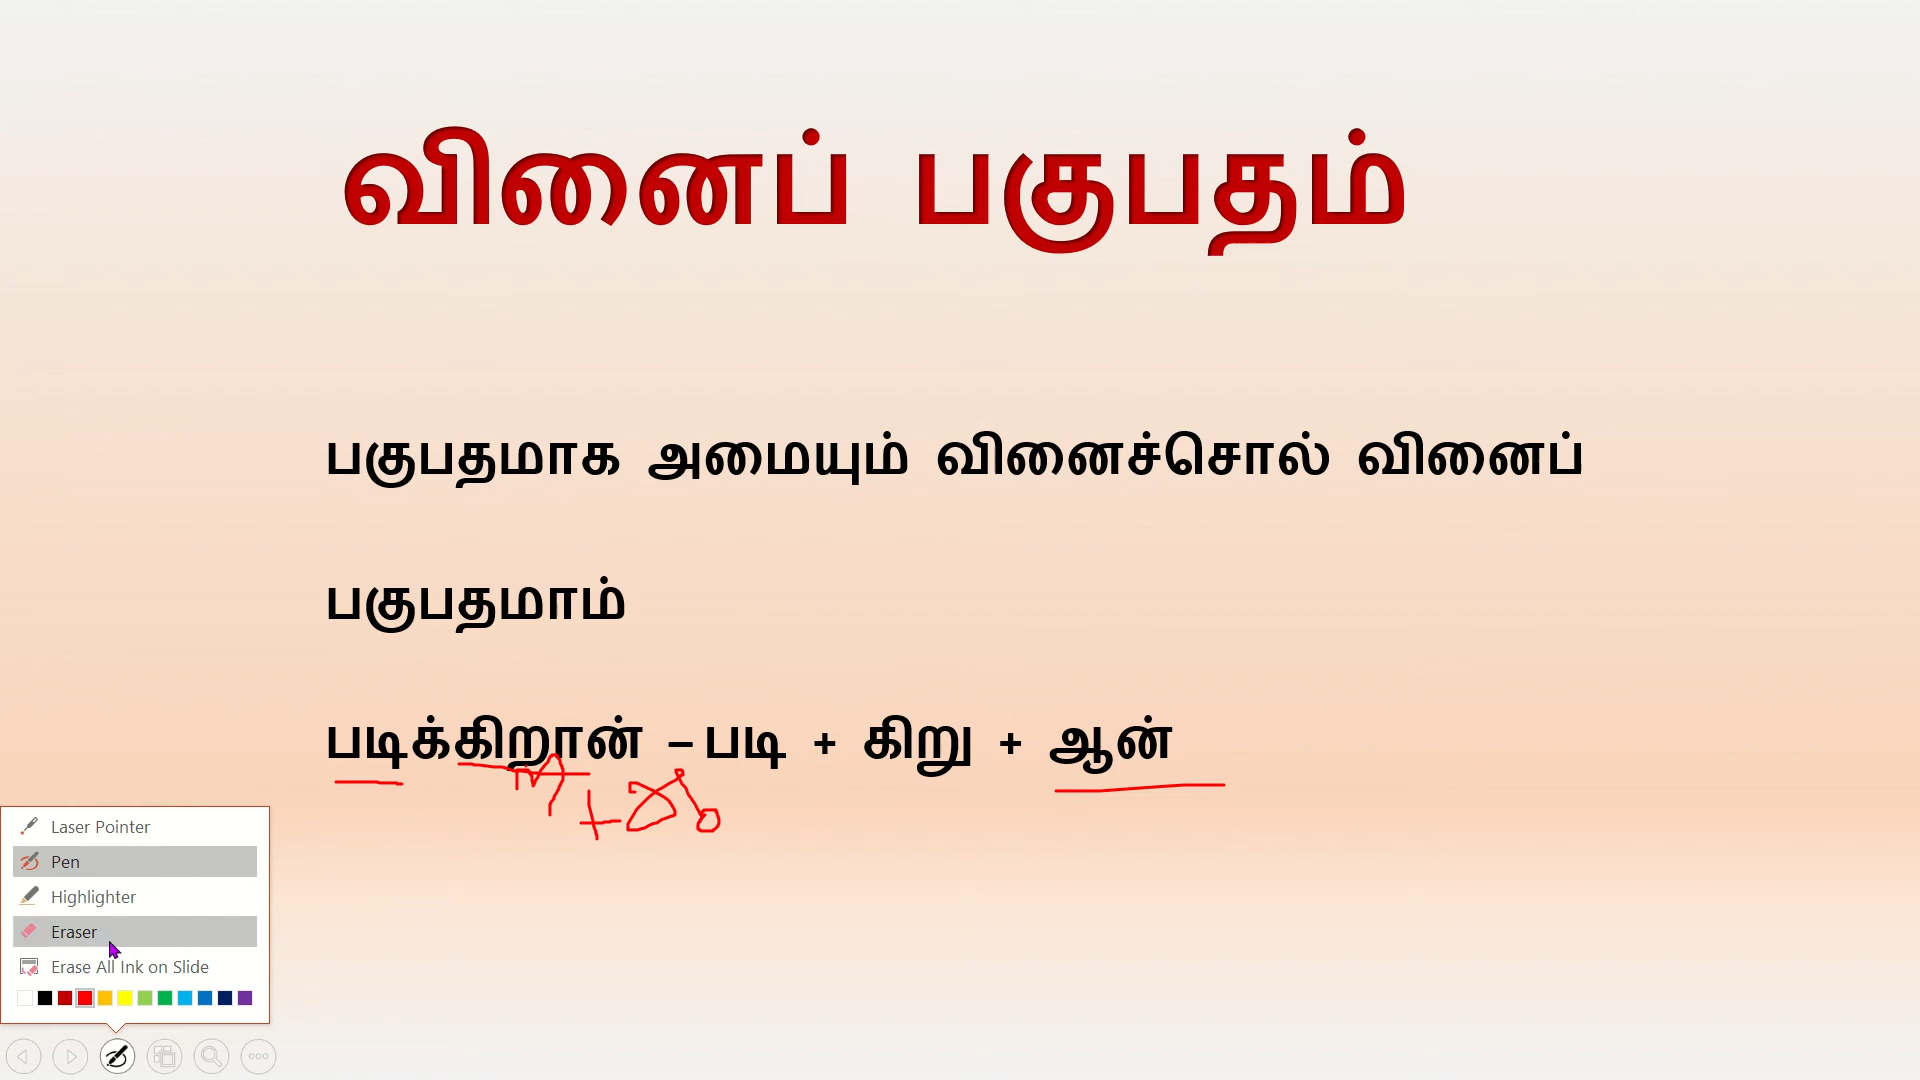 வினைப் பகுபதம்
பகுபதமாக அமையும் வினைச்சொல் வினைப்
பகுபதமாம்
படிக்கிறான் – படி + கிறு + ஆன்
Laser Pointer
Pen
Highlighter
Eraser
Erase All Ink on Slide